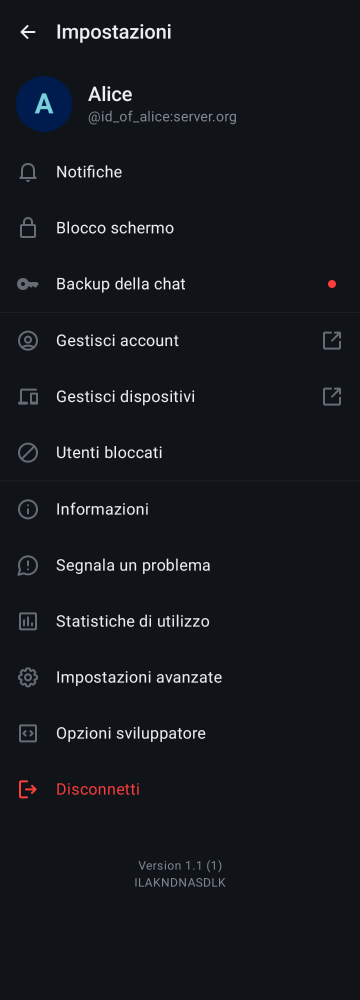 Impostazioni
A
Alice
@id_of_alice:server.org
Notifiche
Blocco schermo
Backup della chat
Gestisci account
Gestisci dispositivi
Utenti bloccati
Informazioni
Segnala un problema
Statistiche di utilizzo
Impostazioni avanzate
Opzioni sviluppatore
Disconnetti
Version 1.1 (1)
ILAKNDNASDLK